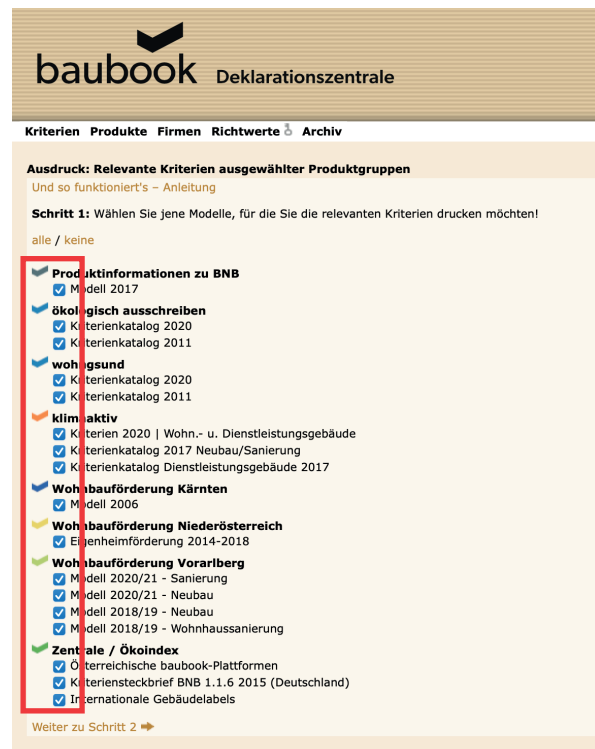 baubook Deklarationszentrale
Kriterien Produkte Firmen Richtwerte Archiv
Ausdruck: Relevante Kriterien ausgewählter Produktgruppen
Und so funktioniert's – Anleitung
Schritt 1: Wählen Sie jene Modelle, für die Sie die relevanten Kriterien drucken möchten!
alle / keine
Produktinformationen zu BNB
Modell 2017
ökologisch ausschreiben
Kriterienkatalog 2020
Kriterienkatalog 2011
wohngsund
Kriterienkatalog 2020
Kriterienkatalog 2011
klimaaktiv
Kriterien 2020 | Wohn.- u. Dienstleistungsgebäude
Kriterienkatalog 2017 Neubau/Sanierung
Kriterienkatalog Dienstleistungsgebäude 2017
Wohnbauförderung Kärnten
Modell 2006
Wohnbauförderung Niederösterreich
Eigenheimförderung 2014-2018
Wohnbauförderung Vorarlberg
Modell 2020/21 - Sanierung
Modell 2020/21 - Neubau
Modell 2018/19 - Neubau
Modell 2018/19 - Wohnhaussanierung
Zentrale / Ökoindex
Österreichische baubook-Plattformen
Kriteriensteckbrief BNB 1.1.6 2015 (Deutschland)
Internationale Gebäudelabels
Weiter zu Schritt 2